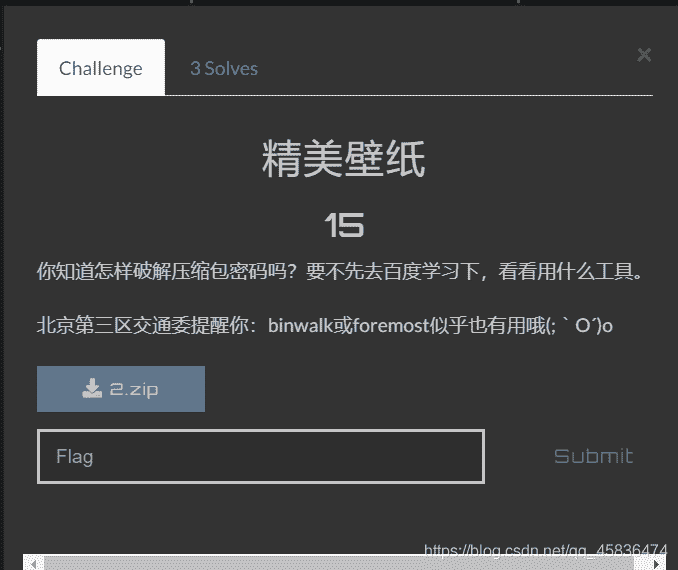 Challenge
3 Solves
×
精美壁纸
15
你知道怎样破解压缩包密码吗？要不先去百度学习下，看看用什么工具。
北京第三区交通委提醒你：binwalk或foremost似乎也有用哦(;｀O´)o
2.zip
Flag
Submit
https://blog.csdn.net/qq_45836474